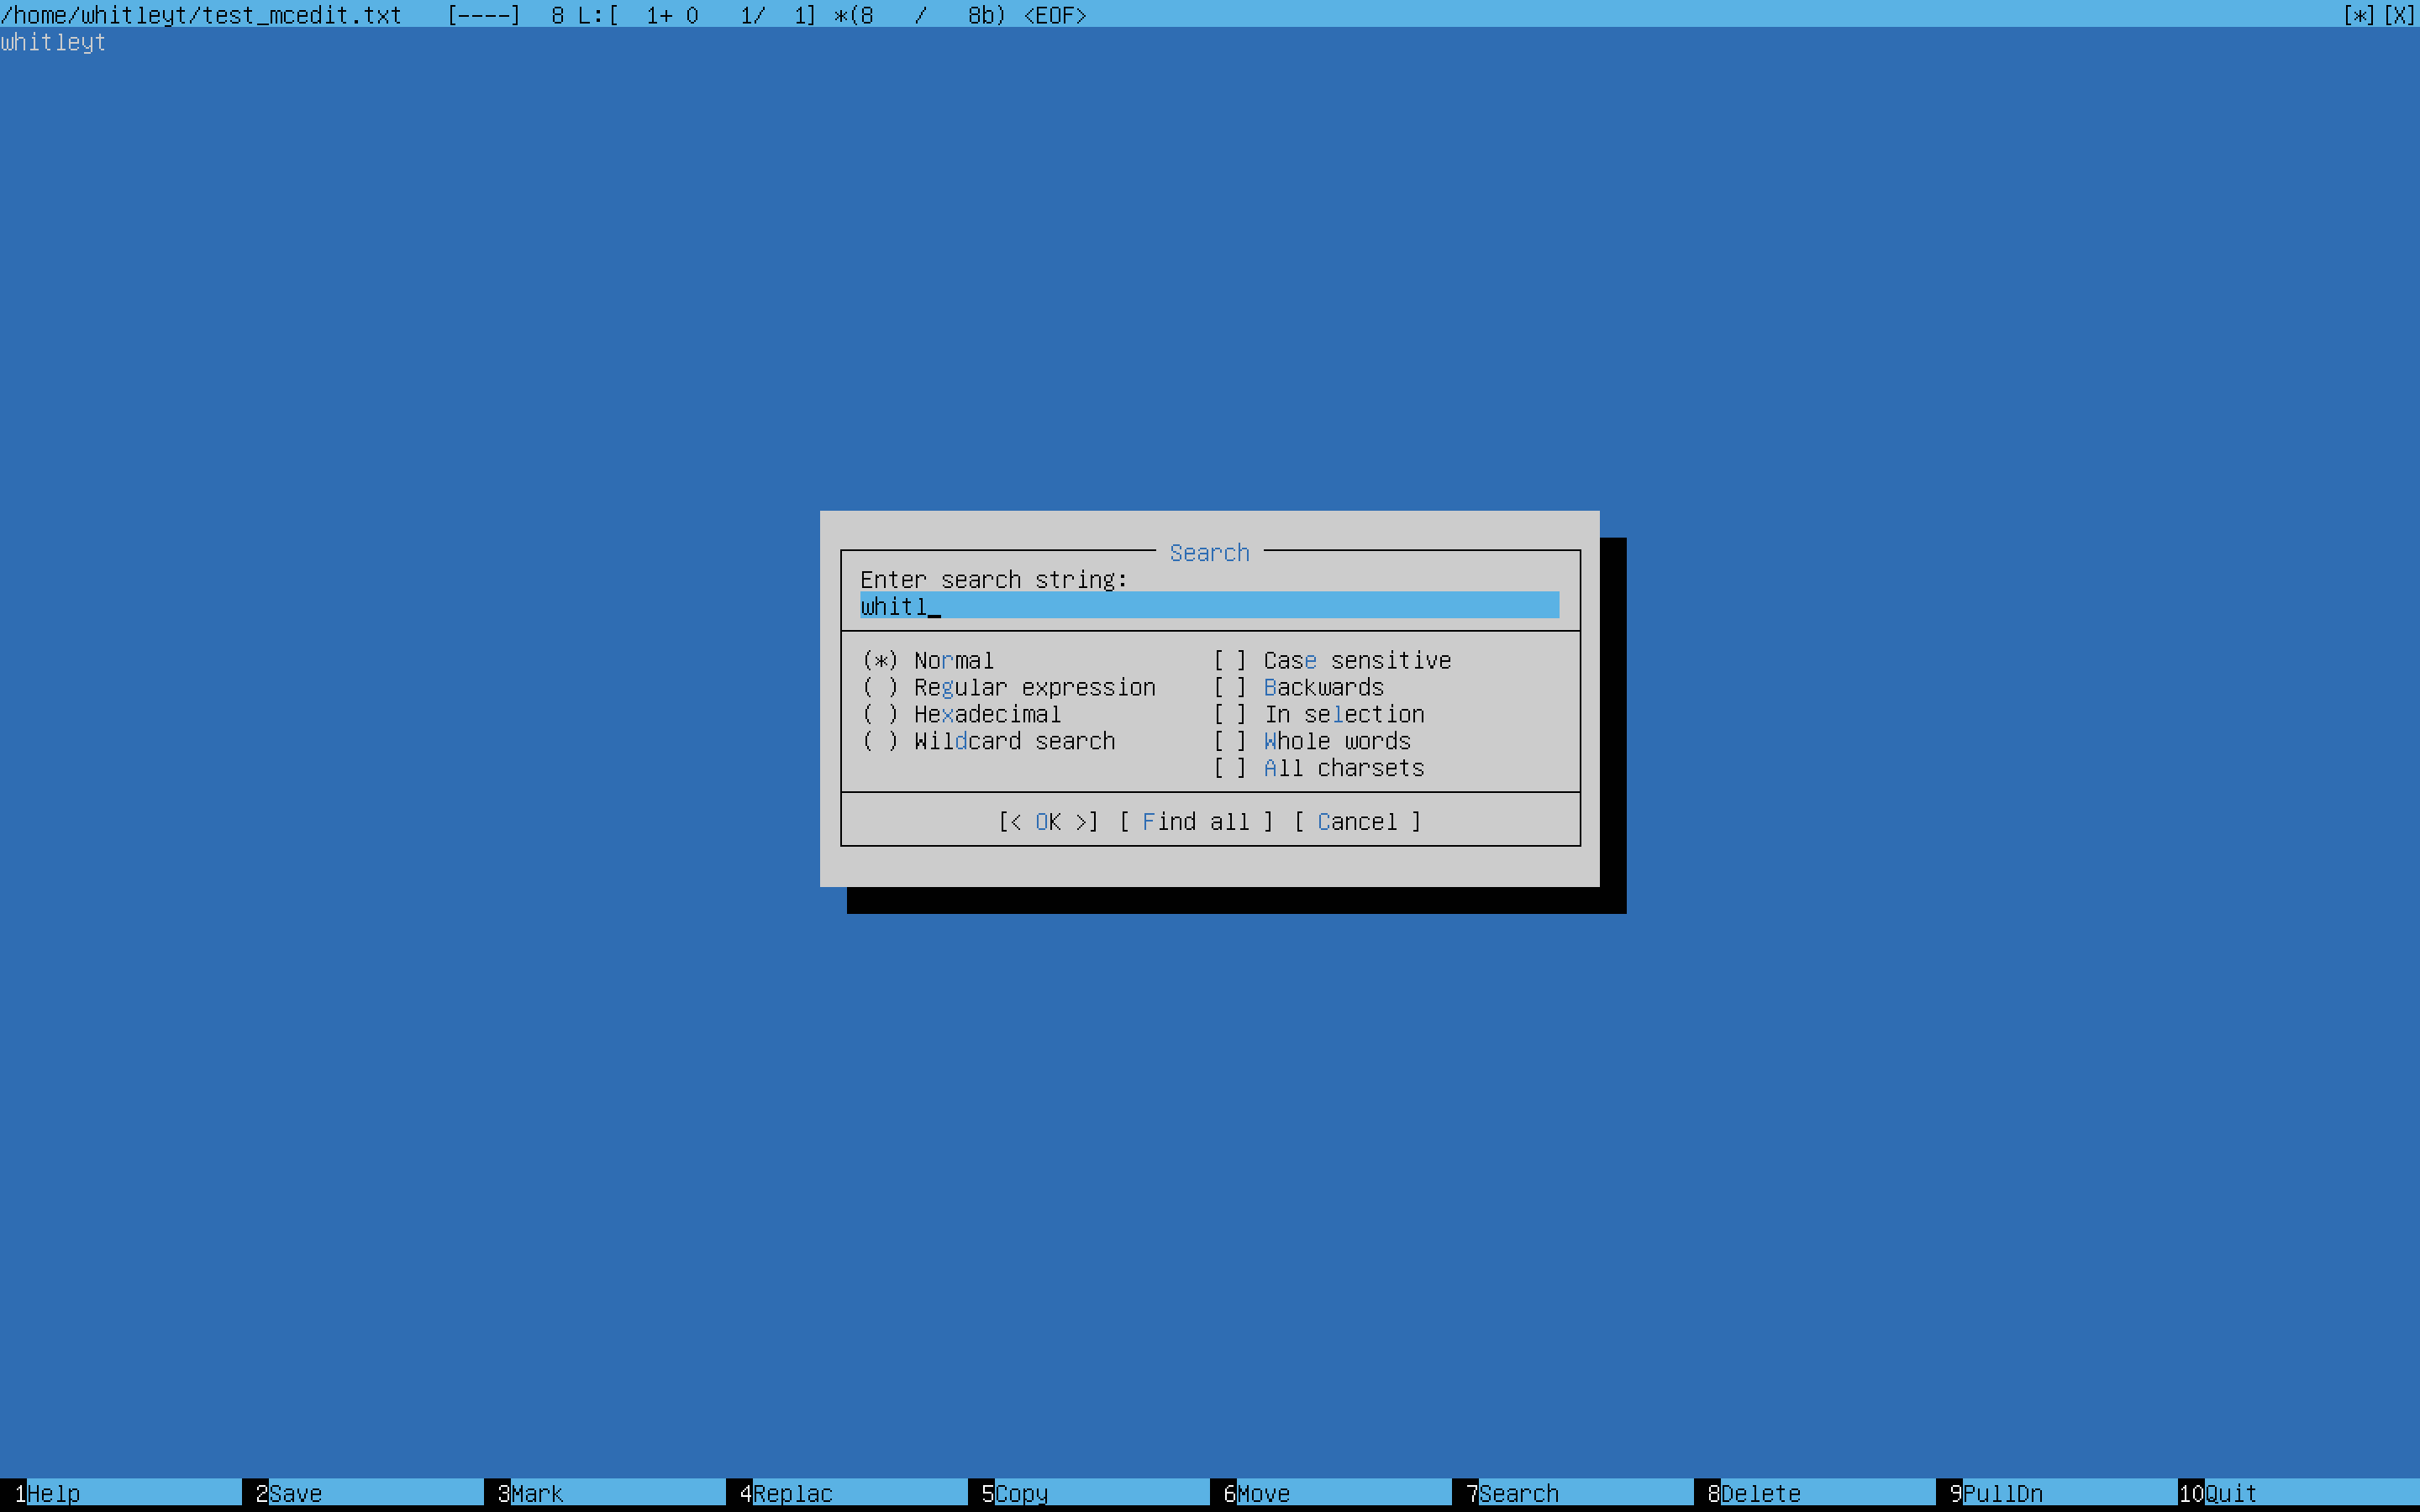 /home/whitleyt/test_mcedit.txt   [----]  8 L:[  1+ 0   1/  1] *(8   /   8b) <EOF> [*][X]
whitleyt
Search
Enter search string:
whitl_
(*) Normal [ ] Case sensitive
( ) Regular expression [ ] Backwards
( ) Hexadecimal [ ] In selection
( ) Wildcard search [ ] Whole words
[ ] All charsets
[< OK >] [ Find all ] [ Cancel ]
1Help 2Save 3Mark 4Replac 5Copy 6Move 7Search 8Delete 9PullDn 10Quit